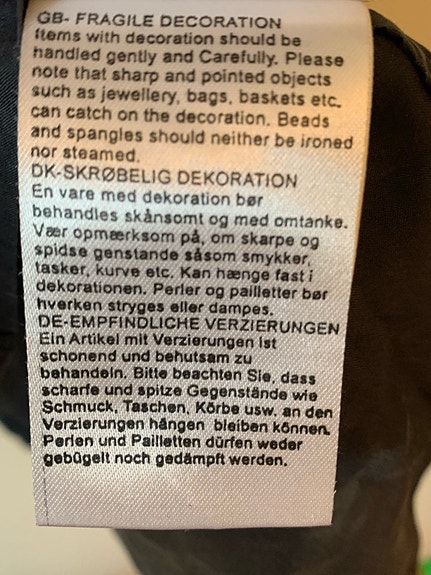 GB- FRAGILE DECORATION
Items with decoration should be
handled gently and Carefully. Please
note that sharp and pointed objects
such as jewellery, bags, baskets etc.
can catch on the decoration. Beads
and spangles should neither be ironed
nor steamed.
DK-SKRØBELIG DEKORATION
En vare med dekoration bør
behandles skånsomt og med omtanke.
Vær opmærksom på, om skarpe og
spidse genstande såsom smykker,
tasker, kurve etc. Kan hænge fast i
dekorationen. Perler og pailletter bør
hverken stryges eller dampes.
DE-EMPFINDLICHE VERZIERUNGEN
Ein Artikel mit Verzierungen ist
schonend und behutsam zu
behandeln. Bitte beachten Sie, dass
scharfe und spitze Gegenstände wie
Schmuck, Taschen, Körbe usw. an den
Verzierungen hängen bleiben können.
Perlen und Pailletten dürfen weder
gebügelt noch gedämpft werden.